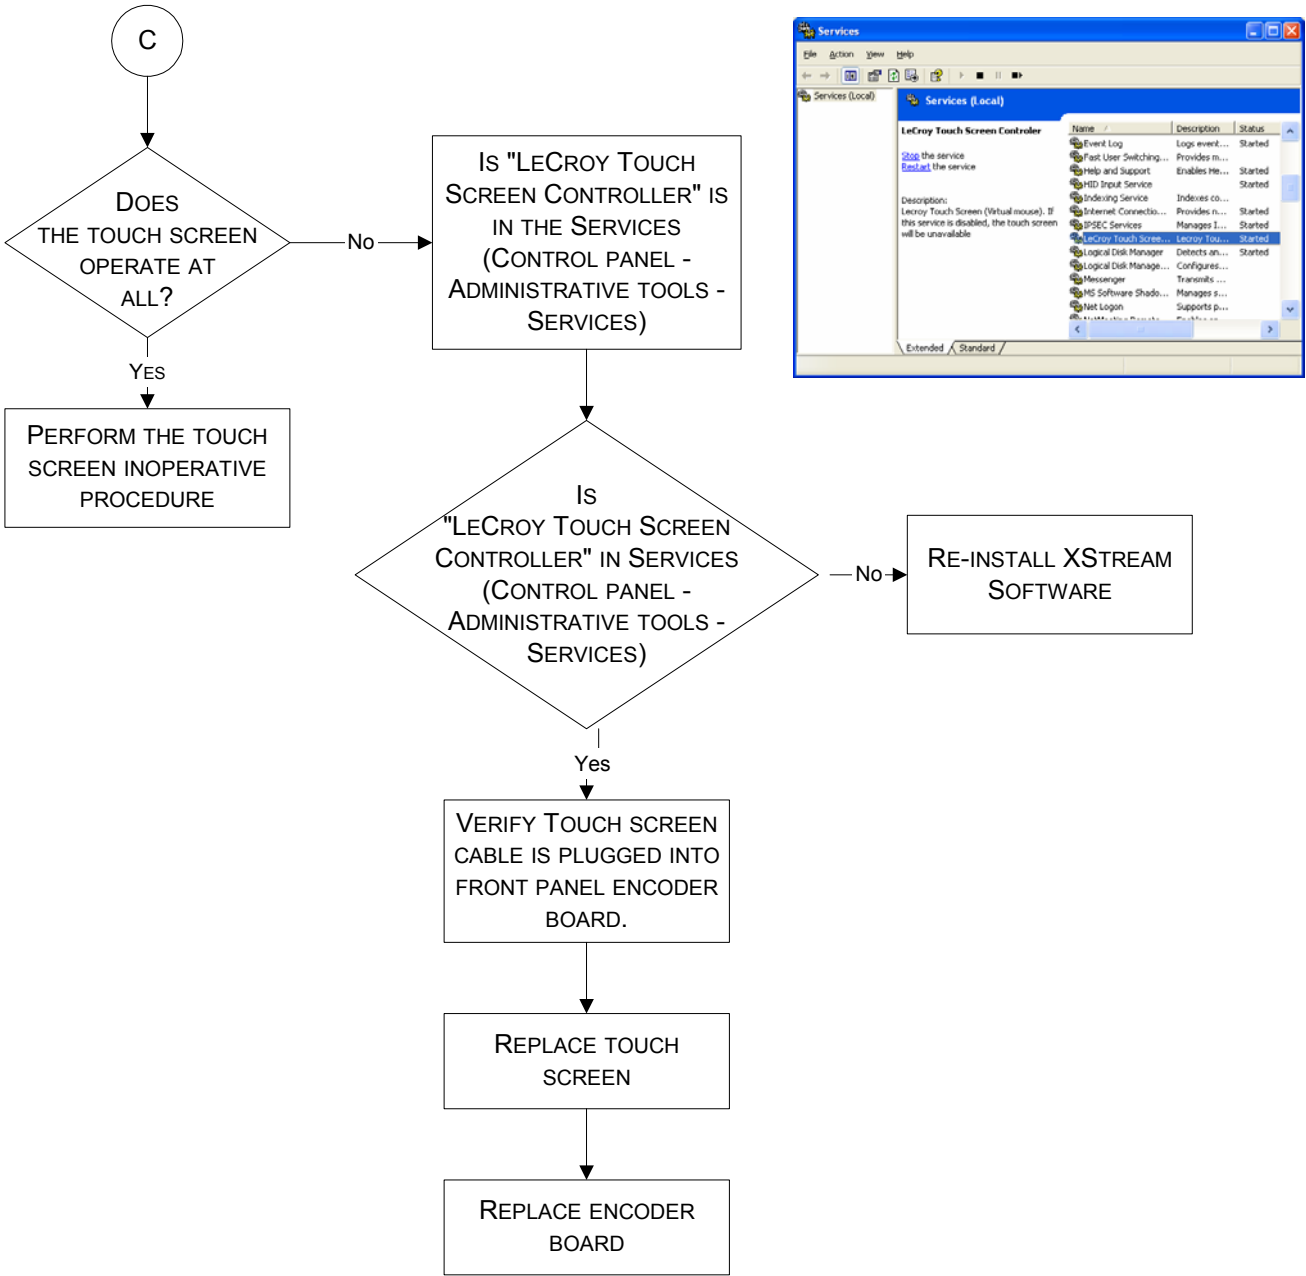 C
DOES
THE TOUCH SCREEN
OPERATE AT
ALL?
No
YES
PERFORM THE TOUCH
SCREEN INOPERATIVE
PROCEDURE
IS "LECROY TOUCH
SCREEN CONTROLLER" IS
IN THE SERVICES
(CONTROL PANEL -
ADMINISTRATIVE TOOLS -
SERVICES)
IS
"LECROY TOUCH SCREEN
CONTROLLER" IN SERVICES
(CONTROL PANEL -
ADMINISTRATIVE TOOLS -
SERVICES)
No
RE-INSTALL XSTREAM
SOFTWARE
Yes
VERIFY TOUCH SCREEN
CABLE IS PLUGGED INTO
FRONT PANEL ENCODER
BOARD.
REPLACE TOUCH
SCREEN
REPLACE ENCODER
BOARD
Services
File Action View Help
Services (Local)
Services (Local)
LeCroy Touch Screen Controler
Stop the service
Restart the service
Description:
Lecroy Touch Screen (Virtual mouse). If
this service is disabled, the touch screen
will be unavailable
Name Description Status
Event Log Logs event... Started
Fast User Switching... Provides m...
Help and Support Enables He... Started
HID Input Service Started
Indexing Service Indexes co...
Internet Connectio... Provides n... Started
IPSEC Services Manages I... Started
LeCroy Touch Scree... Lecroy Tou... Started
Logical Disk Manager Detects an... Started
Logical Disk Manage... Configures...
Messenger Transmits ...
MS Software Shado... Manages s...
Net Logon Supports p...
Extended Standard